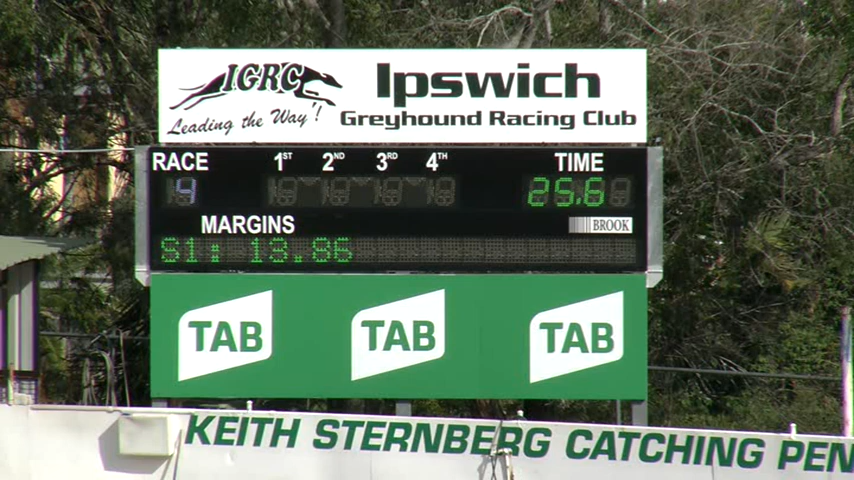 IGRC
Leading the Way'!
Ipswich
Greyhound Racing Club
RACE 1ST 2ND 3RD 4TH TIME
4 25.6
MARGINS BROOK
S1: 13.86
TAB TAB TAB
KEITH STERNBERG CATCHING PEN